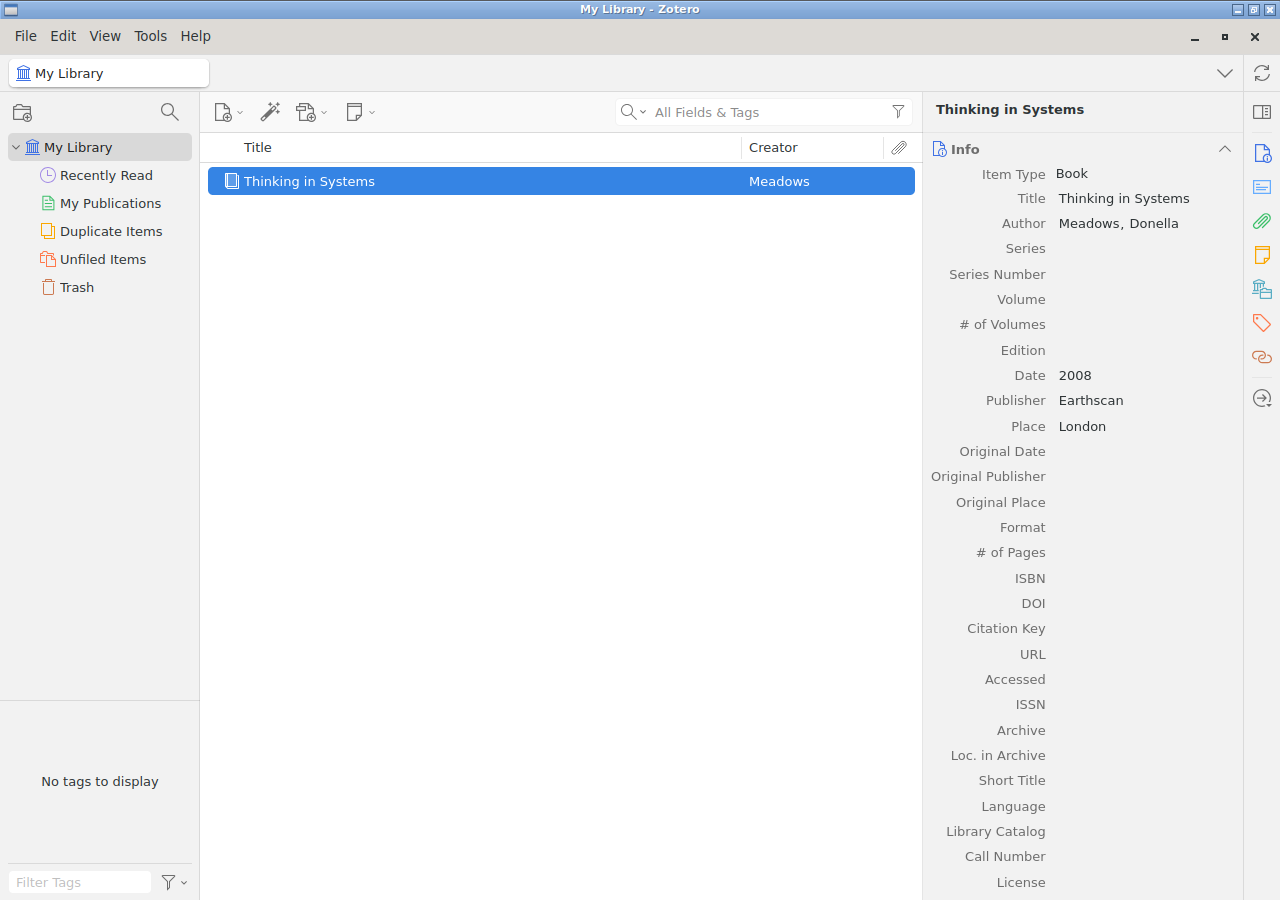 My Library - Zotero
File Edit View Tools Help
My Library
All Fields & Tags
My Library
Recently Read
My Publications
Duplicate Items
Unfiled Items
Trash
No tags to display
Filter Tags
Title Creator
Thinking in Systems Meadows
Thinking in Systems
Info
Item Type Book
Title Thinking in Systems
Author Meadows, Donella
Series
Series Number
Volume
# of Volumes
Edition
Date 2008
Publisher Earthscan
Place London
Original Date
Original Publisher
Original Place
Format
# of Pages
ISBN
DOI
Citation Key
URL
Accessed
ISSN
Archive
Loc. in Archive
Short Title
Language
Library Catalog
Call Number
License